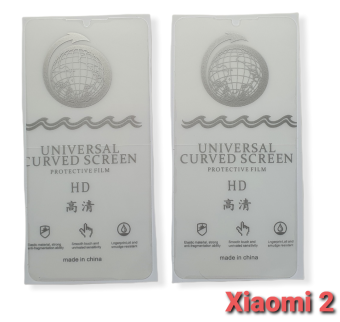 UNIVERSAL
CURVED SCREEN
PROTECTIVE FILM
HD
高清
made in china
UNIVERSAL
CURVED SCREEN
PROTECTIVE FILM
HD
高清
made in china
Xiaomi 2